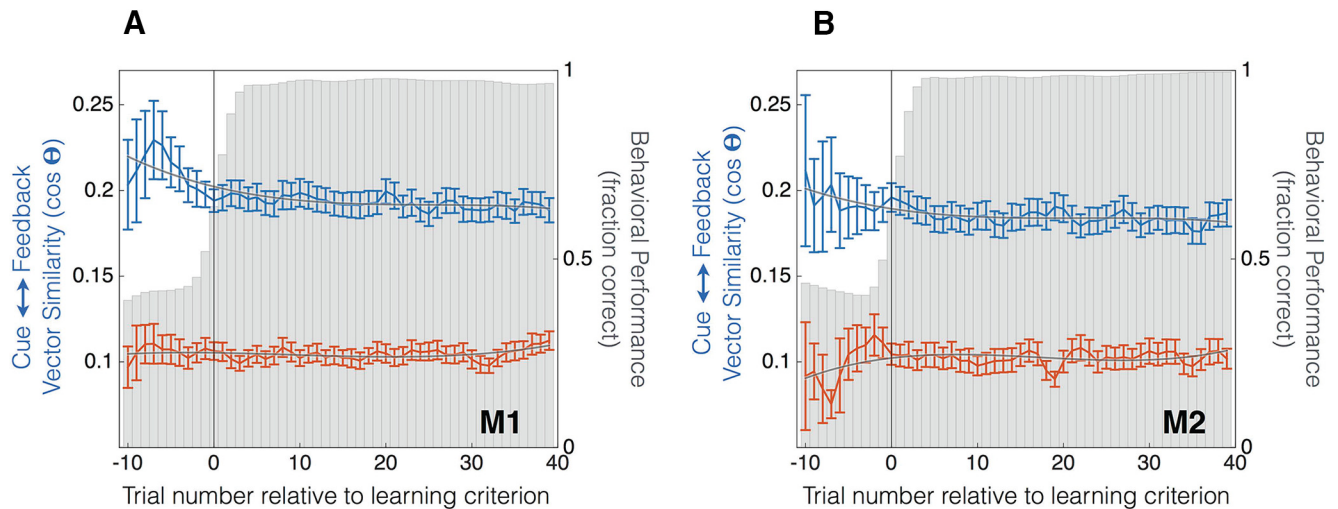 A
0.25
0.2
0.15
0.1
Cue ⟷ Feedback
Vector Similarity (cos Θ)
1
0.5
0
Behavioral Performance
(fraction correct)
M1
-10 0 10 20 30 40
Trial number relative to learning criterion
B
0.25
0.2
0.15
0.1
Cue ⟷ Feedback
Vector Similarity (cos Θ)
1
0.5
0
Behavioral Performance
(fraction correct)
M2
-10 0 10 20 30 40
Trial number relative to learning criterion